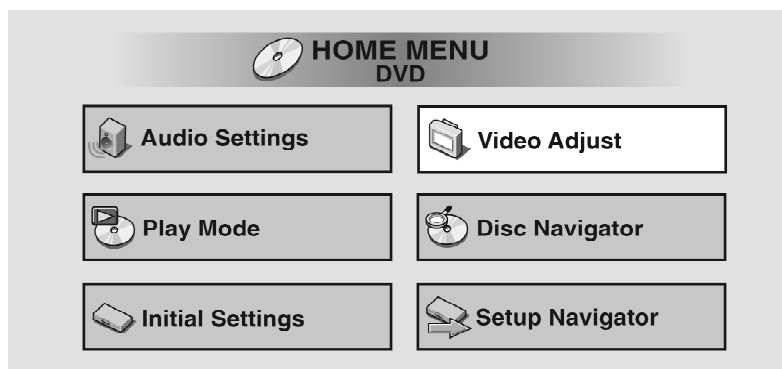 HOME MENU
DVD
Audio Settings
Video Adjust
Play Mode
Disc Navigator
Initial Settings
Setup Navigator